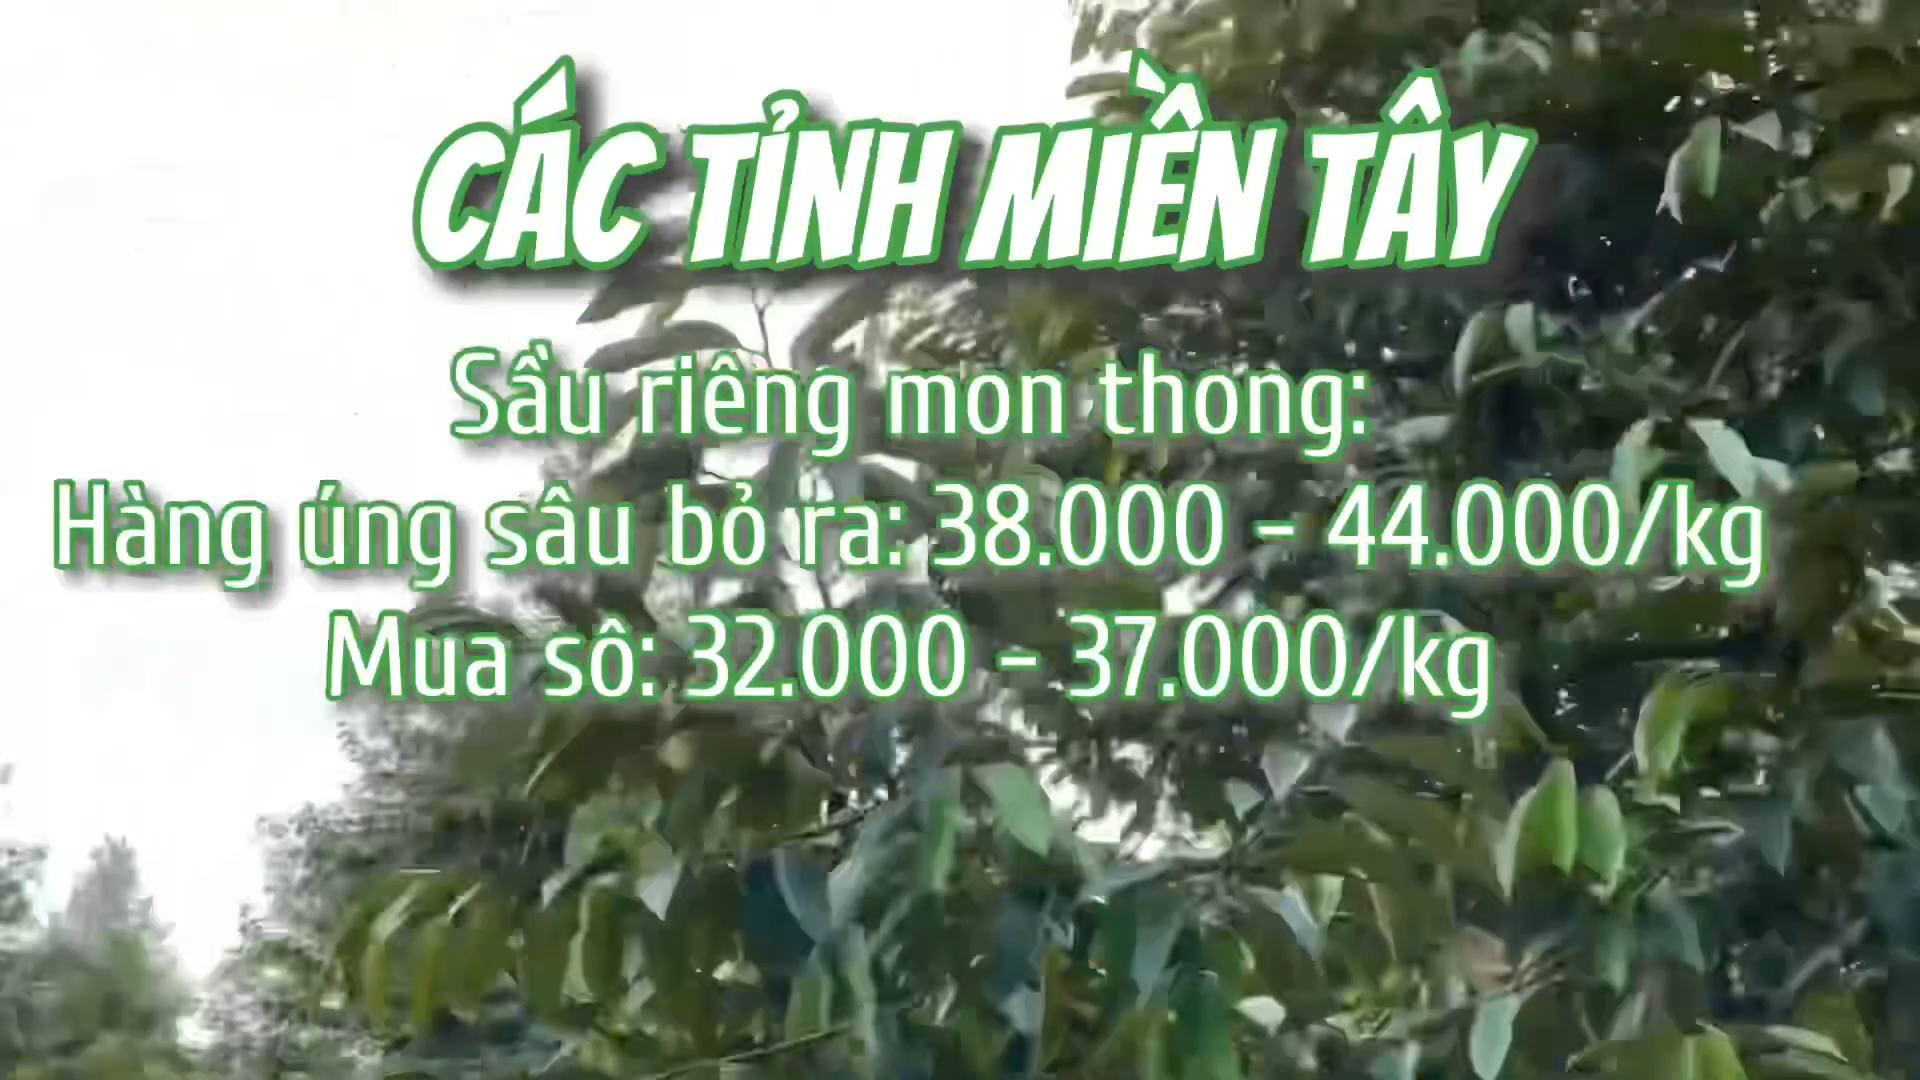 CÁC TỈNH MIỀN TÂY
Sầu riêng mon thong:
Hàng úng sâu bỏ ra: 38.000 - 44.000/kg
Mua sô: 32.000 - 37.000/kg